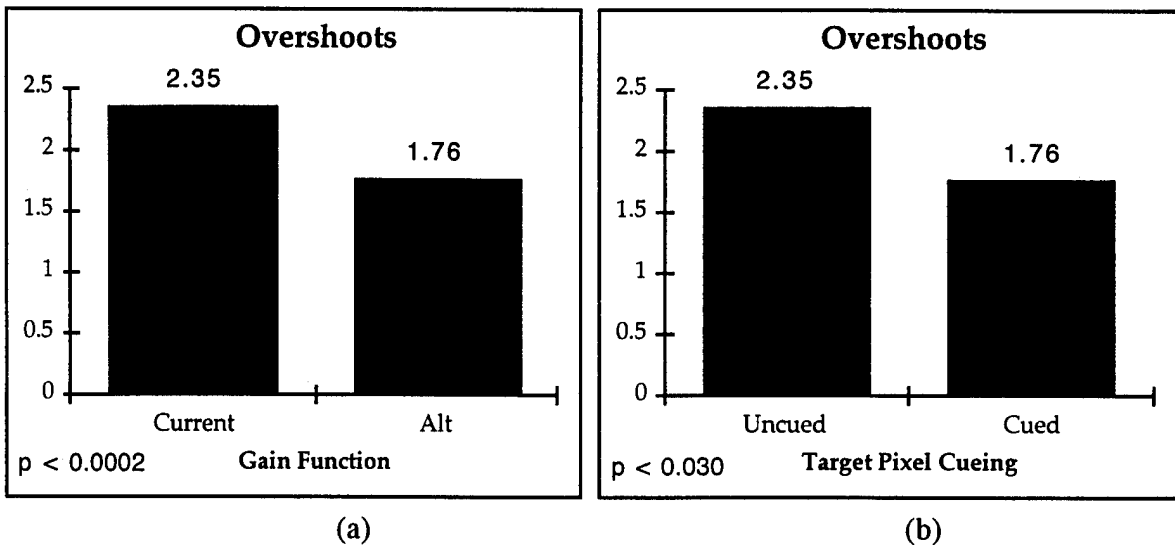 Overshoots
2.35
1.76
2.5
2
1.5
1
0.5
0
Current Alt
p < 0.0002 Gain Function
(a)
Overshoots
2.35
1.76
2.5
2
1.5
1
0.5
0
Uncued Cued
p < 0.030 Target Pixel Cueing
(b)